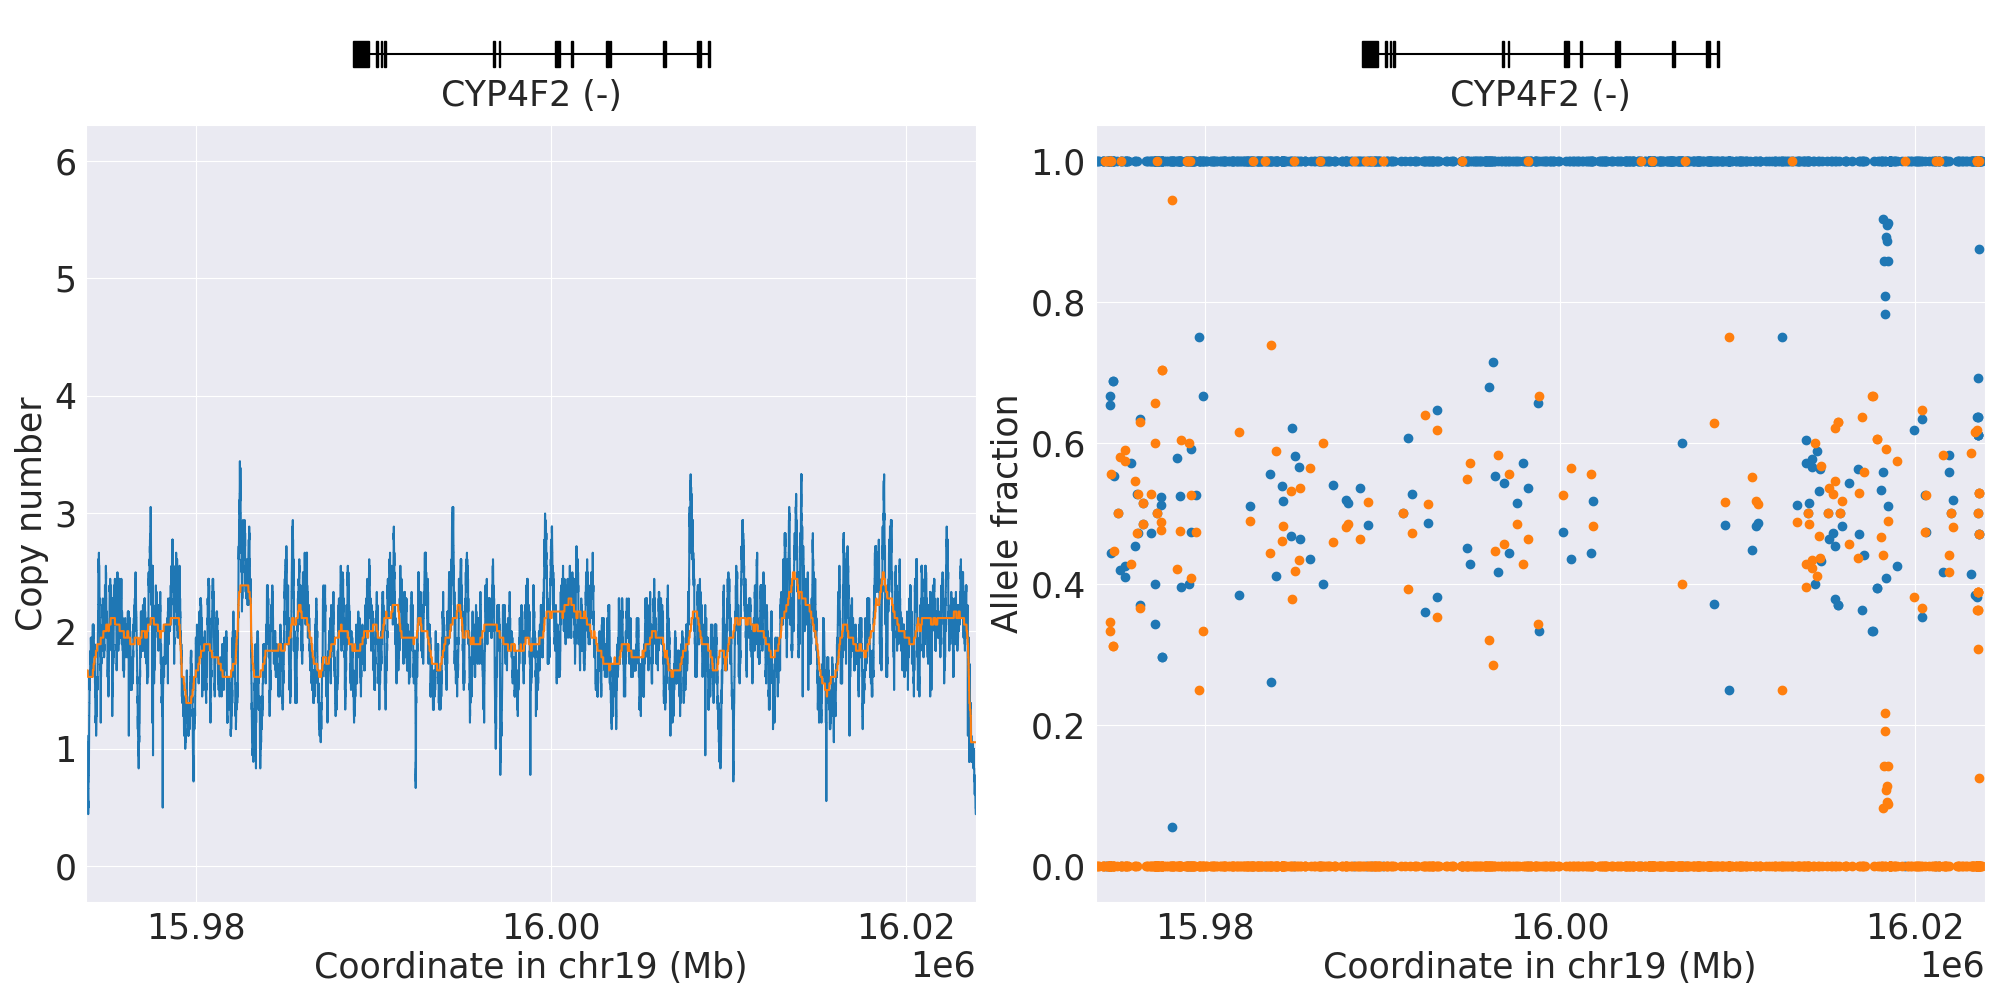 CYP4F2 (-)
6
5
4
3
2
1
0
Copy number
15.98 16.00 16.02
Coordinate in chr19 (Mb)
1e6
CYP4F2 (-)
1.0
0.8
0.6
0.4
0.2
0.0
Allele fraction
15.98 16.00 16.02
Coordinate in chr19 (Mb)
1e6